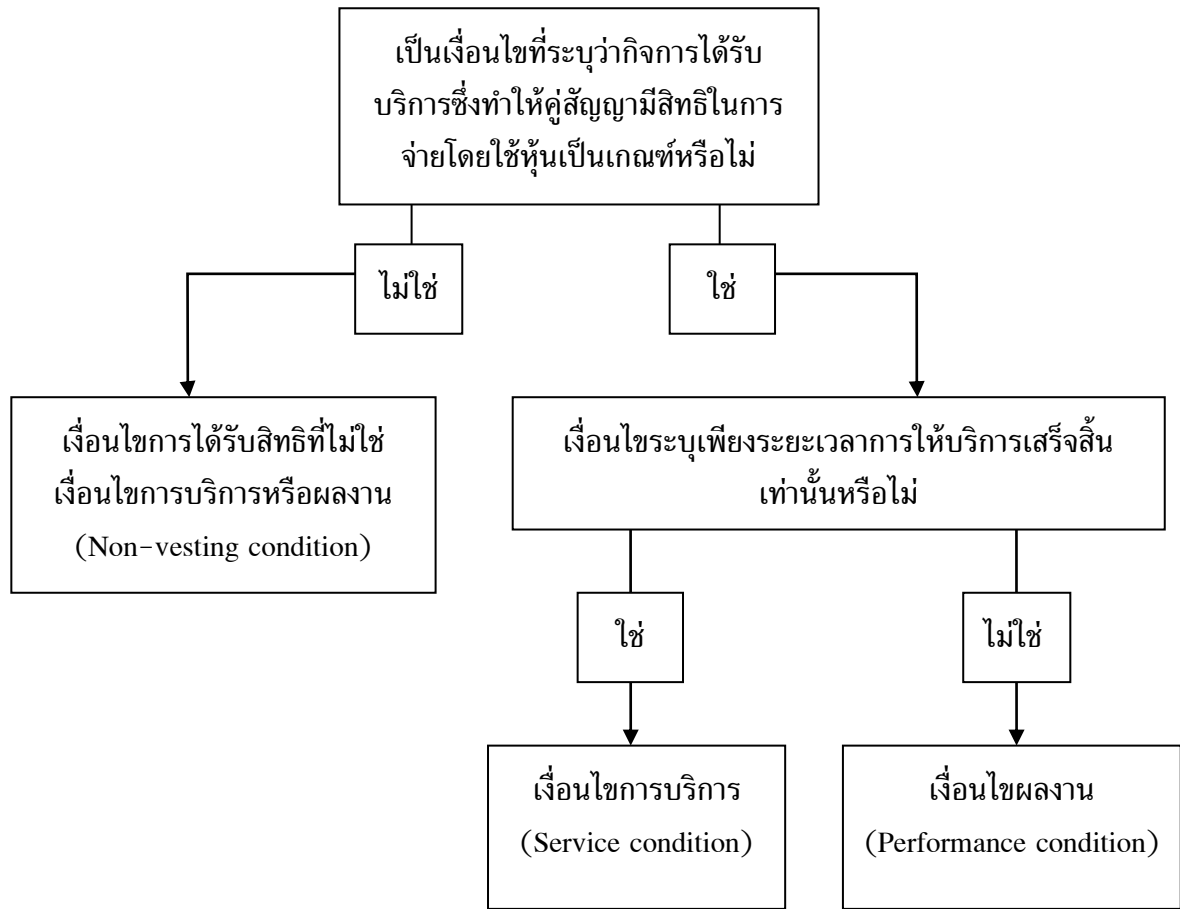 เป็นเงื่อนไขที่ระบุว่ากิจการได้รับ
บริการซึ่งทำให้คู่สัญญามีสิทธิในการ
จ่ายโดยใช้หุ้นเป็นเกณฑ์หรือไม่
ไม่ใช่
ใช่
เงื่อนไขการได้รับสิทธิที่ไม่ใช่
เงื่อนไขการบริการหรือผลงาน
(Non-vesting condition)
เงื่อนไขระบุเพียงระยะเวลาการให้บริการเสร็จสิ้น
เท่านั้นหรือไม่
ใช่
ไม่ใช่
เงื่อนไขการบริการ
(Service condition)
เงื่อนไขผลงาน
(Performance condition)